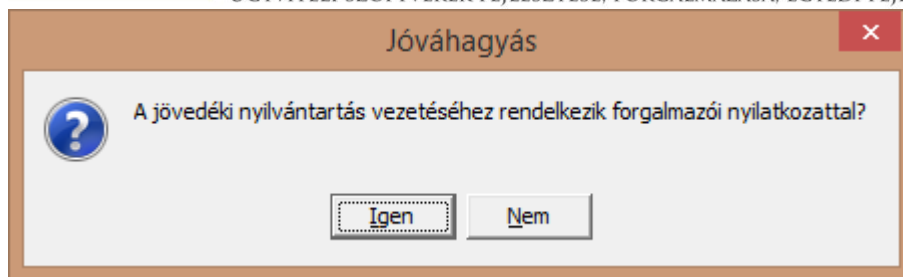 Jóváhagyás
A jövedéki nyilvántartás vezetéséhez rendelkezik forgalmazói nyilatkozattal?
Igen
Nem